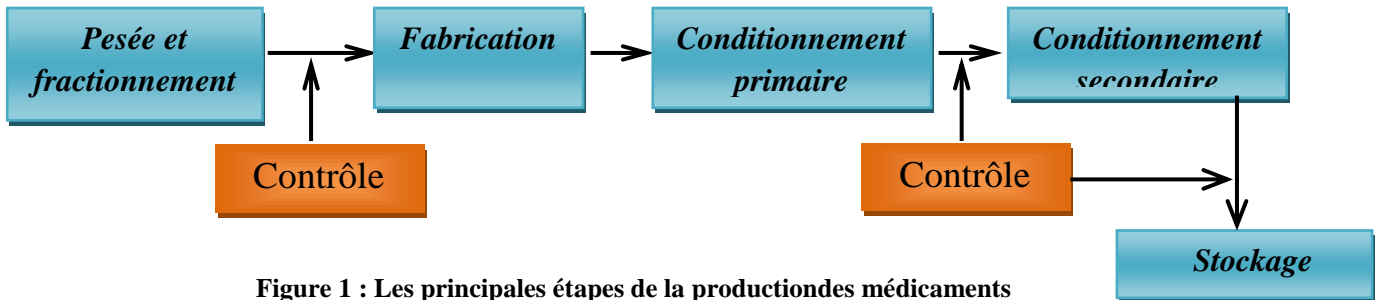 Pesée et
fractionnement
Fabrication
Conditionnement
primaire
Conditionnement
secondaire
Contrôle
Contrôle
Stockage
Figure 1 : Les principales étapes de la productiondes médicaments